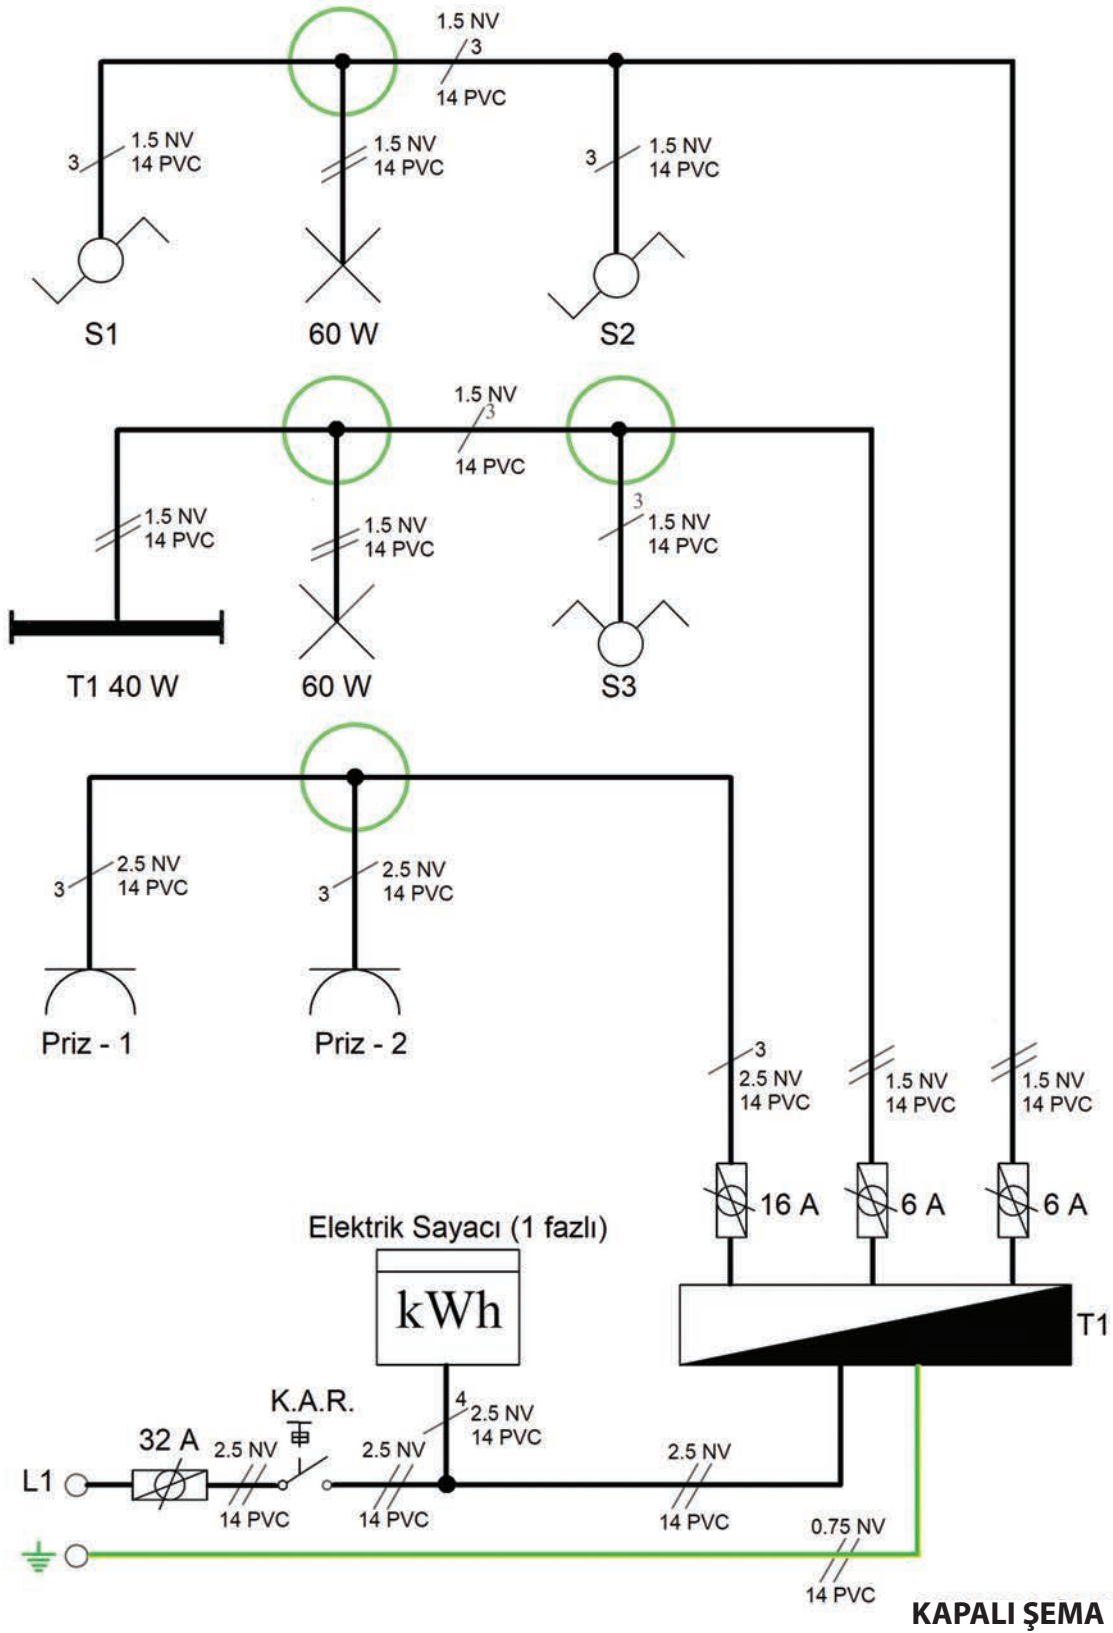 1.5 NV
3
14 PVC
3
1.5 NV
14 PVC
1.5 NV
14 PVC
3
1.5 NV
14 PVC
S1
60 W
S2
1.5 NV
3
14 PVC
1.5 NV
14 PVC
1.5 NV
14 PVC
3
1.5 NV
14 PVC
T1 40 W
60 W
S3
3
2.5 NV
14 PVC
3
2.5 NV
14 PVC
Priz - 1
Priz - 2
3
2.5 NV
14 PVC
1.5 NV
14 PVC
1.5 NV
14 PVC
16 A
6 A
6 A
Elektrik Sayacı (1 fazlı)
kWh
T1
4
2.5 NV
14 PVC
K.A.R.
32 A
2.5 NV
14 PVC
2.5 NV
14 PVC
2.5 NV
14 PVC
L1
0.75 NV
14 PVC
KAPALI ŞEMA